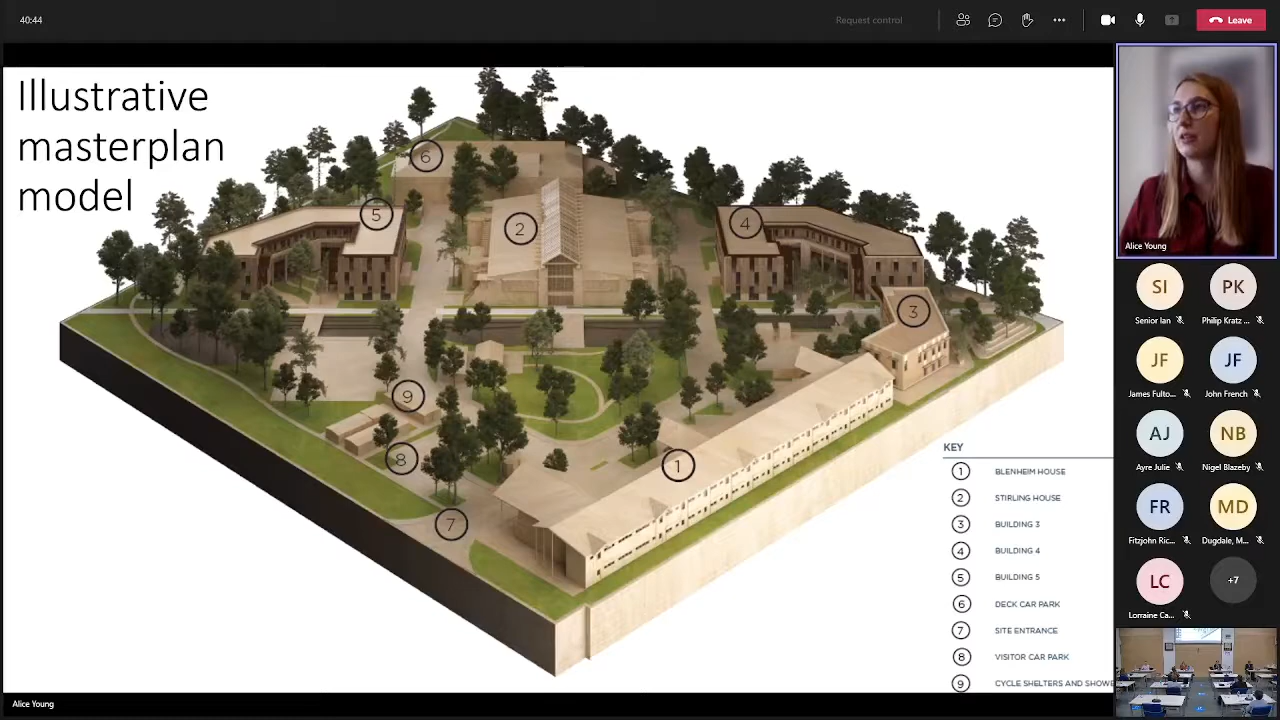 40:44
Request control
Leave
Illustrative
masterplan
model
6
5
2
4
3
9
8
1
7
KEY
1 BLENHEIM HOUSE
2 STIRLING HOUSE
3 BUILDING 3
4 BUILDING 4
5 BUILDING 5
6 DECK CAR PARK
7 SITE ENTRANCE
8 VISITOR CAR PARK
9 CYCLE SHELTERS AND SHOWE
Alice Young
SI
PK
Senior Ian
Philip Kratz ...
JF
JF
James Fulto...
John French
AJ
NB
Ayre Julie
Nigel Blazeby
FR
MD
Fitzjohn Ric...
Dugdale, M...
LC
+7
Lorraine Ca...
Alice Young